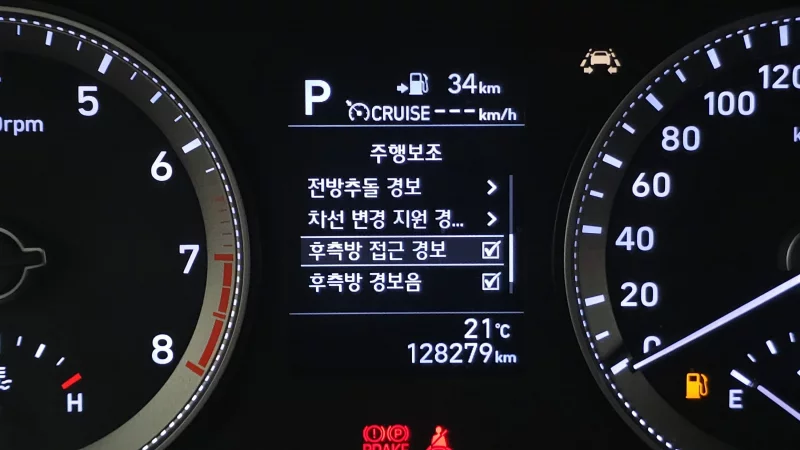 P 34km
CRUISE ---km/h
주행보조
전방추돌 경보
차선 변경 지원 경...
후측방 접근 경보
후측방 경보음
21℃
128279km
5
6
7
8
rpm
H
120
100
80
60
40
20
0
E
P
BRAKE